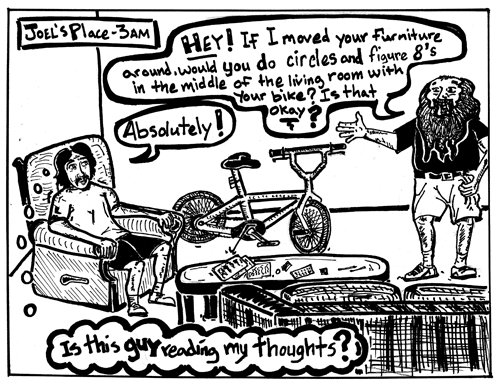 JOEL'S PLACE - 3AM
HEY! IF I moved your furniture
around, would you do circles and figure 8's
in the middle of the living room with
your bike? Is that
okay?
Absolutely!
Is this guy reading my thoughts?